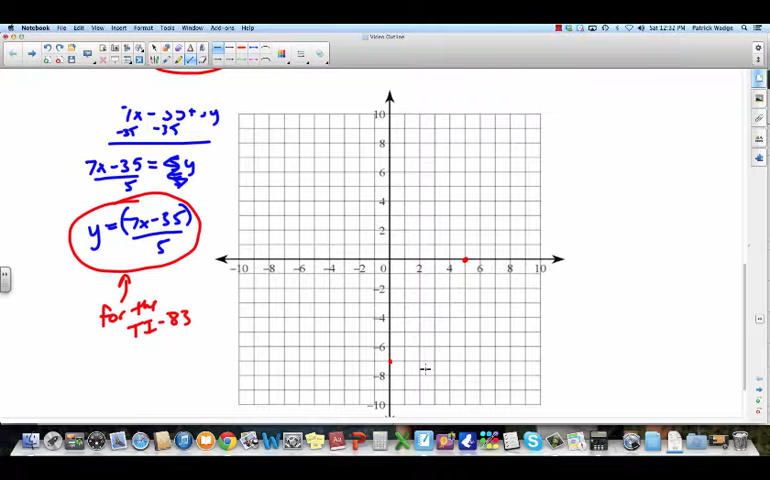 Notebook File Edit View Insert Format Tools Window Add-ons Help
Sat 12:32 PM Patrick Wadge
Video Outline
7x - 35 = 5y
-35 -35
7x-35 = 5y
5 5
y = (7x-35)
5
for the
TI-83
10
8
6
4
2
-10 -8 -6 -4 -2 0 2 4 6 8 10
-2
-4
-6
-8
-10